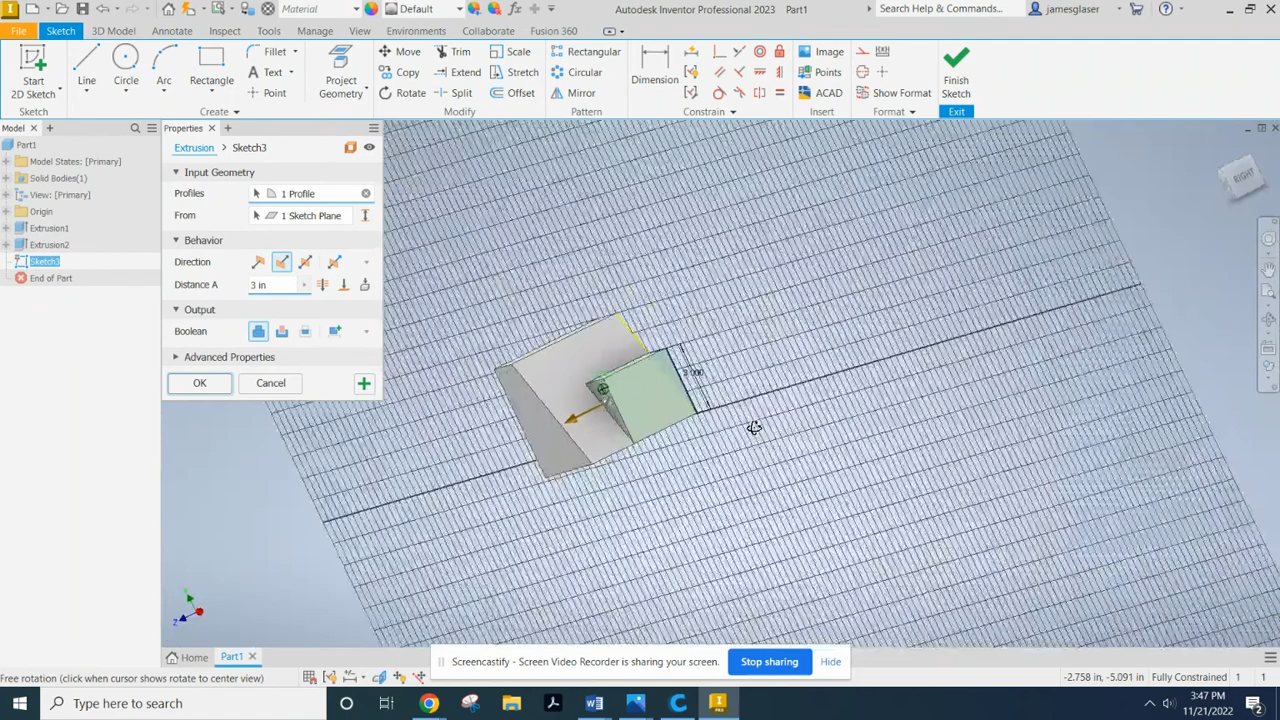 Material
Default
Autodesk Inventor Professional 2023 Part1
Search Help & Commands...
jamesglaser
File Sketch 3D Model Annotate Inspect Tools Manage View Environments Collaborate Fusion 360
Start
2D Sketch
Line Circle Arc Rectangle
Fillet
Text
Point
Project
Geometry
Move Trim Scale
Copy Extend Stretch
Rotate Split Offset
Rectangular
Circular
Mirror
Dimension
Image
Points
ACAD
Show Format
Finish
Sketch
Sketch Create Modify Pattern Constrain Insert Format Exit
Model
Part1
Model States: [Primary]
Solid Bodies(1)
View: [Primary]
Origin
Extrusion1
Extrusion2
Sketch3
End of Part
Properties
Extrusion > Sketch3
Input Geometry
Profiles 1 Profile
From 1 Sketch Plane
Behavior
Direction
Distance A 3 in
Output
Boolean
Advanced Properties
OK Cancel
RIGHT
Z
Home Part1
Screencastify - Screen Video Recorder is sharing your screen. Stop sharing Hide
Free rotation (click when cursor shows rotate to center view)
-2.758 in, -5.091 in Fully Constrained 1 1
Type here to search
3:47 PM
11/21/2022
2